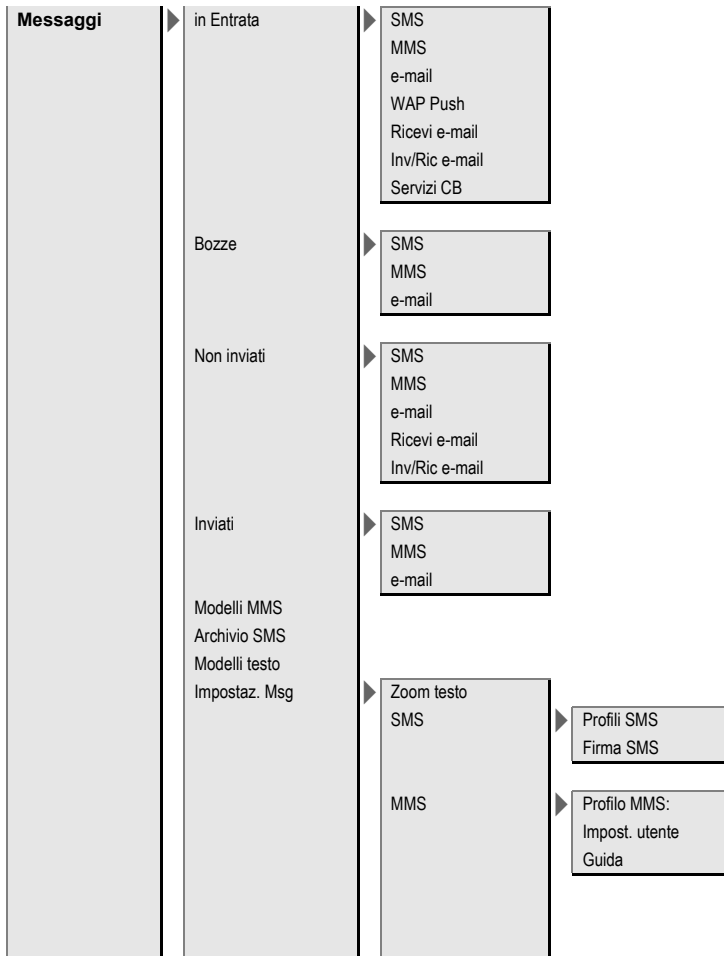 Messaggi
in Entrata
SMS
MMS
e-mail
WAP Push
Ricevi e-mail
Inv/Ric e-mail
Servizi CB
Bozze
SMS
MMS
e-mail
Non inviati
SMS
MMS
e-mail
Ricevi e-mail
Inv/Ric e-mail
Inviati
SMS
MMS
e-mail
Modelli MMS
Archivio SMS
Modelli testo
Impostaz. Msg
Zoom testo
SMS
Profili SMS
Firma SMS
MMS
Profilo MMS:
Impost. utente
Guida